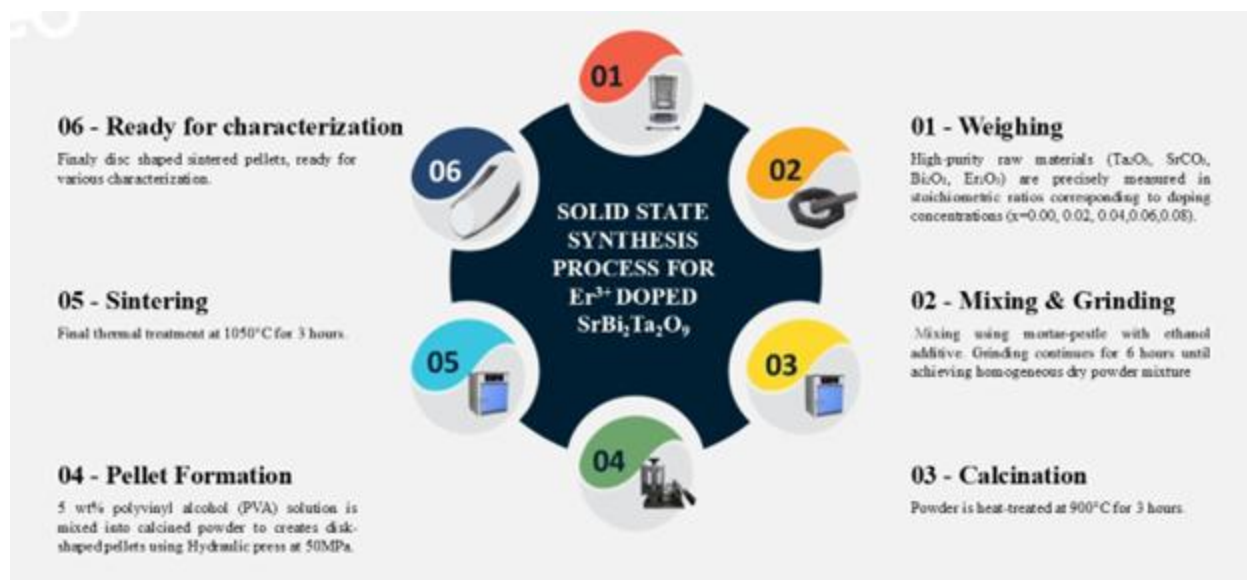 SOLID STATE
SYNTHESIS
PROCESS FOR
Er³⁺ DOPED
SrBi₂Ta₂O₉
01
02
03
04
05
06
01 - Weighing
High-purity raw materials (Ta₂O₅, SrCO₃,
Bi₂O₃, Er₂O₃) are precisely measured in
stoichiometric ratios corresponding to doping
concentrations (x=0.00, 0.02, 0.04,0.06,0.08).
02 - Mixing & Grinding
Mixing using mortar-pestle with ethanol
additive. Grinding continues for 6 hours until
achieving homogeneous dry powder mixture
03 - Calcination
Powder is heat-treated at 900°C for 3 hours.
04 - Pellet Formation
5 wt% polyvinyl alcohol (PVA) solution is
mixed into calcined powder to creates disk-
shaped pellets using Hydraulic press at 50MPa.
05 - Sintering
Final thermal treatment at 1050°C for 3 hours.
06 - Ready for characterization
Finaly disc shaped sintered pellets, ready for
various characterization.